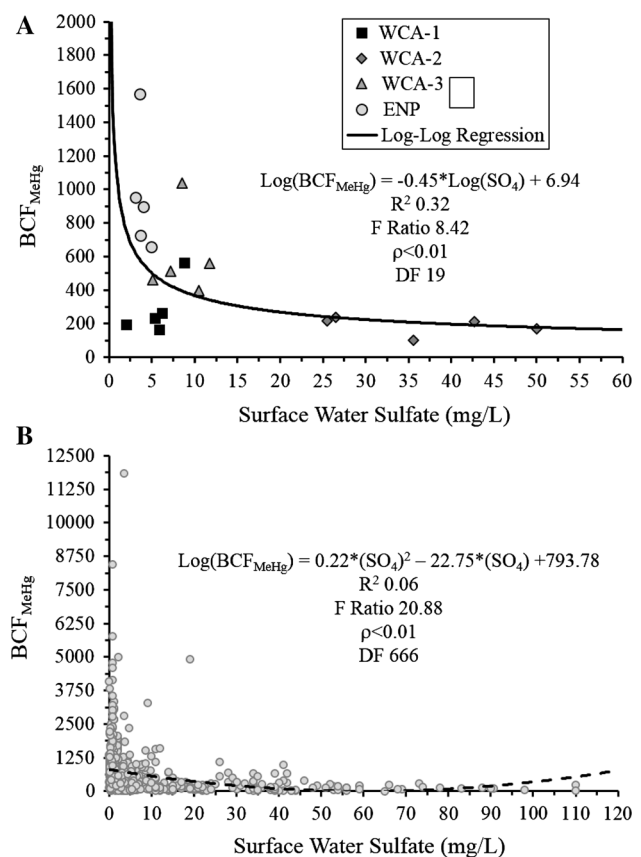 A
2000
1800
1600
1400
1200
1000
800
600
400
200
0
BCF_MeHg
WCA-1
WCA-2
WCA-3
ENP
Log-Log Regression
Log(BCF_MeHg) = -0.45*Log(SO₄) + 6.94
R² 0.32
F Ratio 8.42
ρ<0.01
DF 19
0 5 10 15 20 25 30 35 40 45 50 55 60
Surface Water Sulfate (mg/L)
B
12500
11250
10000
8750
7500
6250
5000
3750
2500
1250
0
BCF_MeHg
Log(BCF_MeHg) = 0.22*(SO₄)² – 22.75*(SO₄) +793.78
R² 0.06
F Ratio 20.88
ρ<0.01
DF 666
0 10 20 30 40 50 60 70 80 90 100 110 120
Surface Water Sulfate (mg/L)